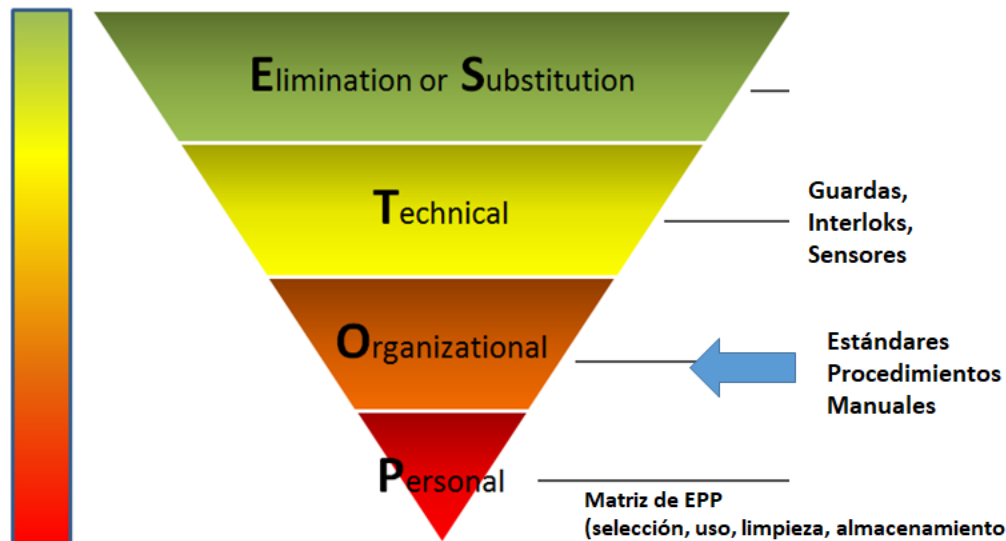 Elimination or Substitution
Technical
Guardas,
Interloks,
Sensores
Organizational
Estándares
Procedimientos
Manuales
Personal
Matriz de EPP
(selección, uso, limpieza, almacenamiento